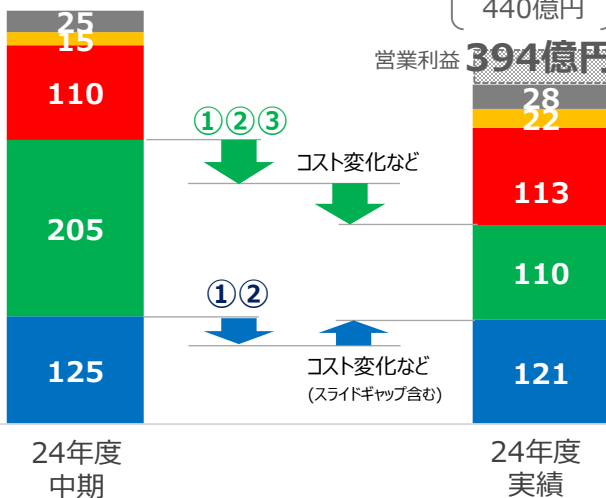 440億円
営業利益 394億円
25
15
110
205
125
①②③
コスト変化など
①②
コスト変化など
(スライドギャップ含む)
28
22
113
110
121
24年度
中期
24年度
実績